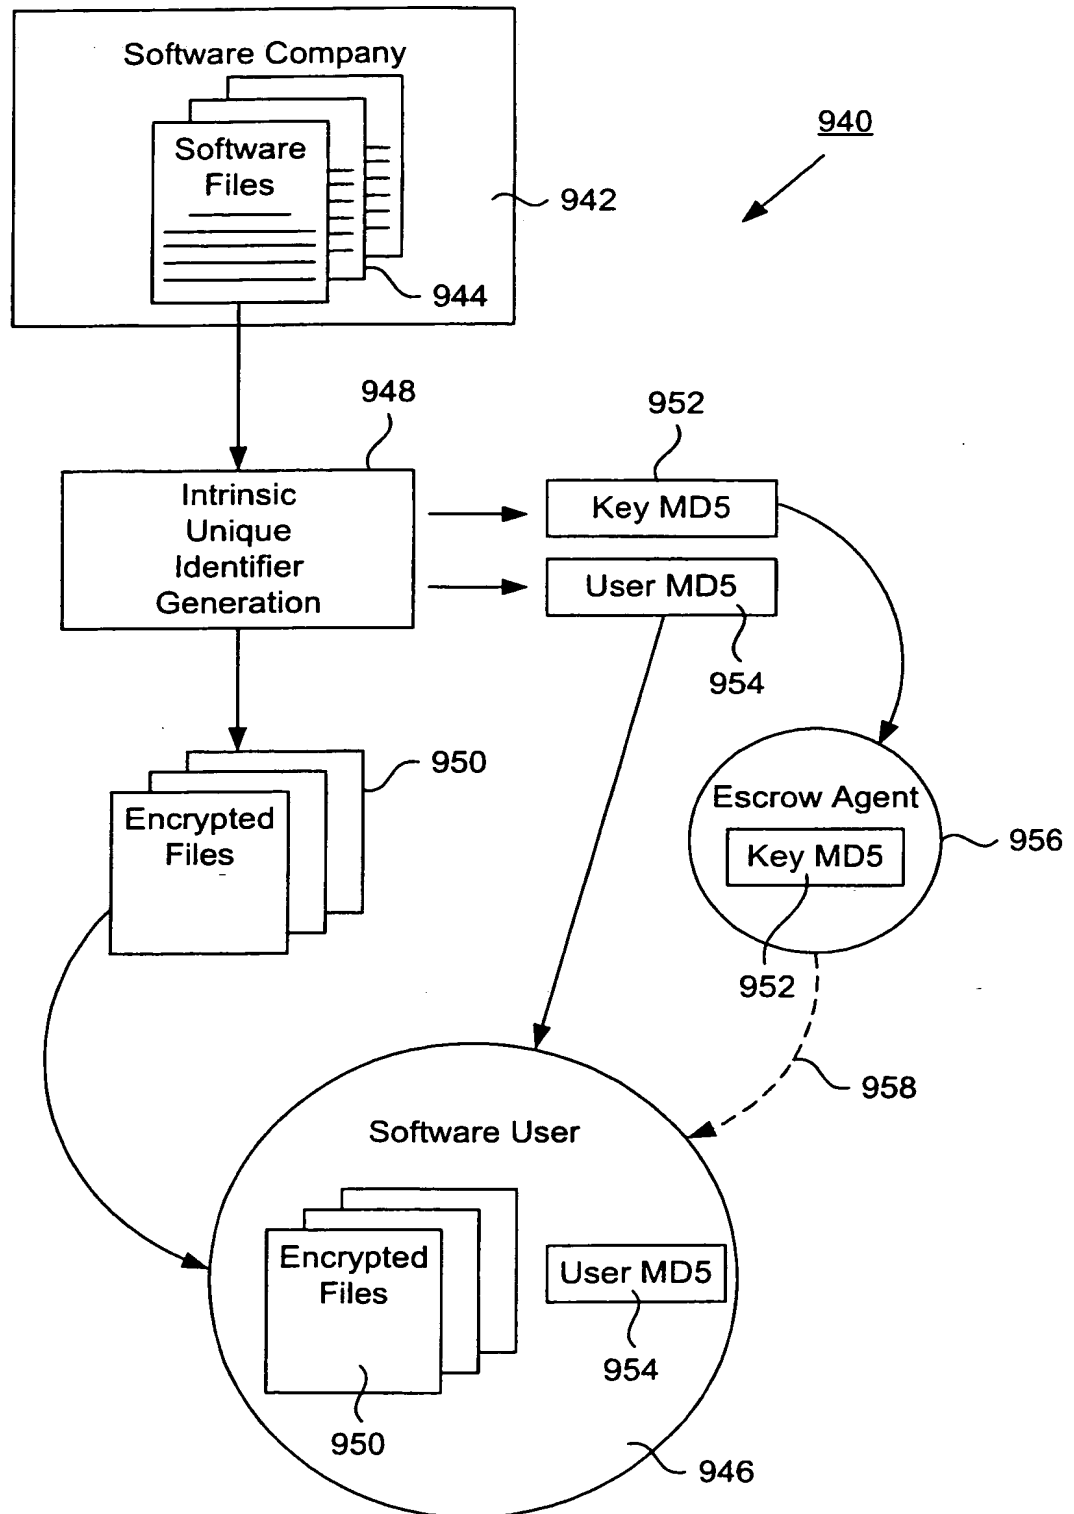 Software Company
Software
Files
940
942
944
948
952
Intrinsic
Unique
Identifier
Generation
Key MD5
User MD5
954
950
Encrypted
Files
Escrow Agent
Key MD5
956
952
958
Software User
Encrypted
Files
User MD5
954
950
946